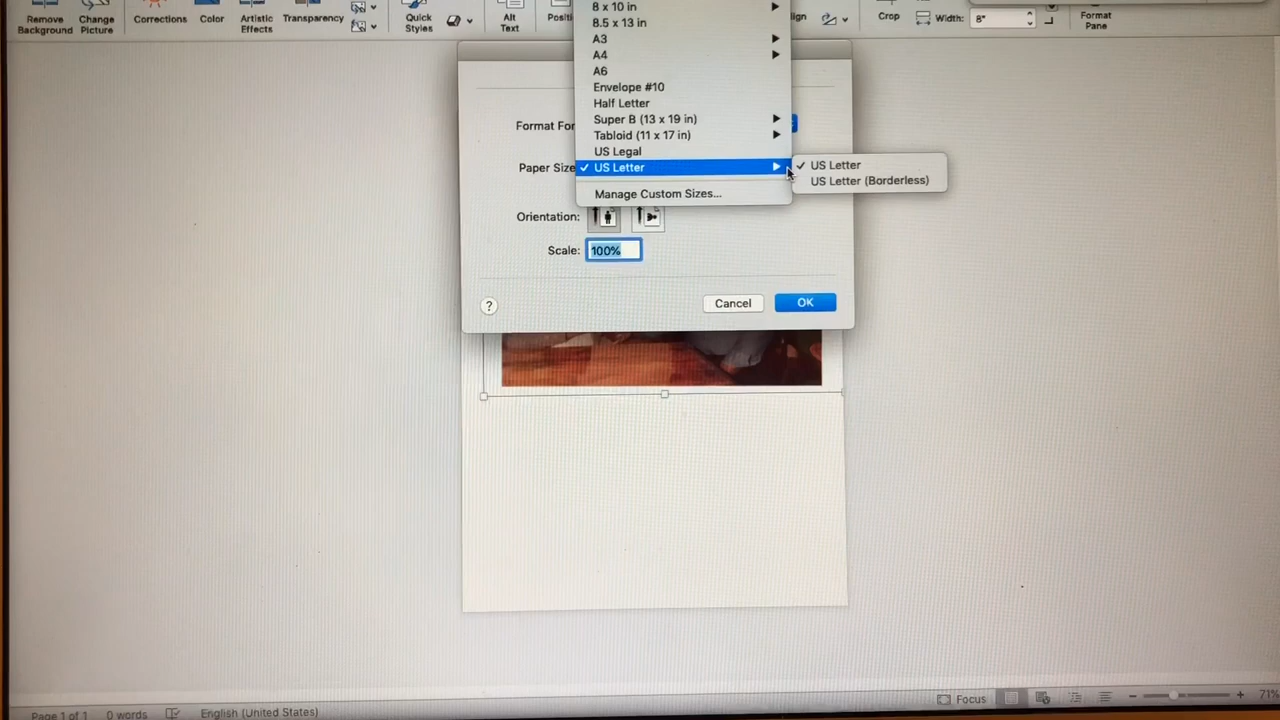 Remove Background
Change Picture
Corrections
Color
Artistic Effects
Transparency
Quick Styles
Alt Text
Crop
Width: 8"
Format Pane
8 x 10 in
8.5 x 13 in
A3
A4
A6
Envelope #10
Half Letter
Super B (13 x 19 in)
Tabloid (11 x 17 in)
US Legal
US Letter
Manage Custom Sizes...
US Letter
US Letter (Borderless)
Format For
Paper Size
Orientation:
Scale: 100%
? Cancel OK
Page 1 of 1 0 words English (United States) Focus 71%